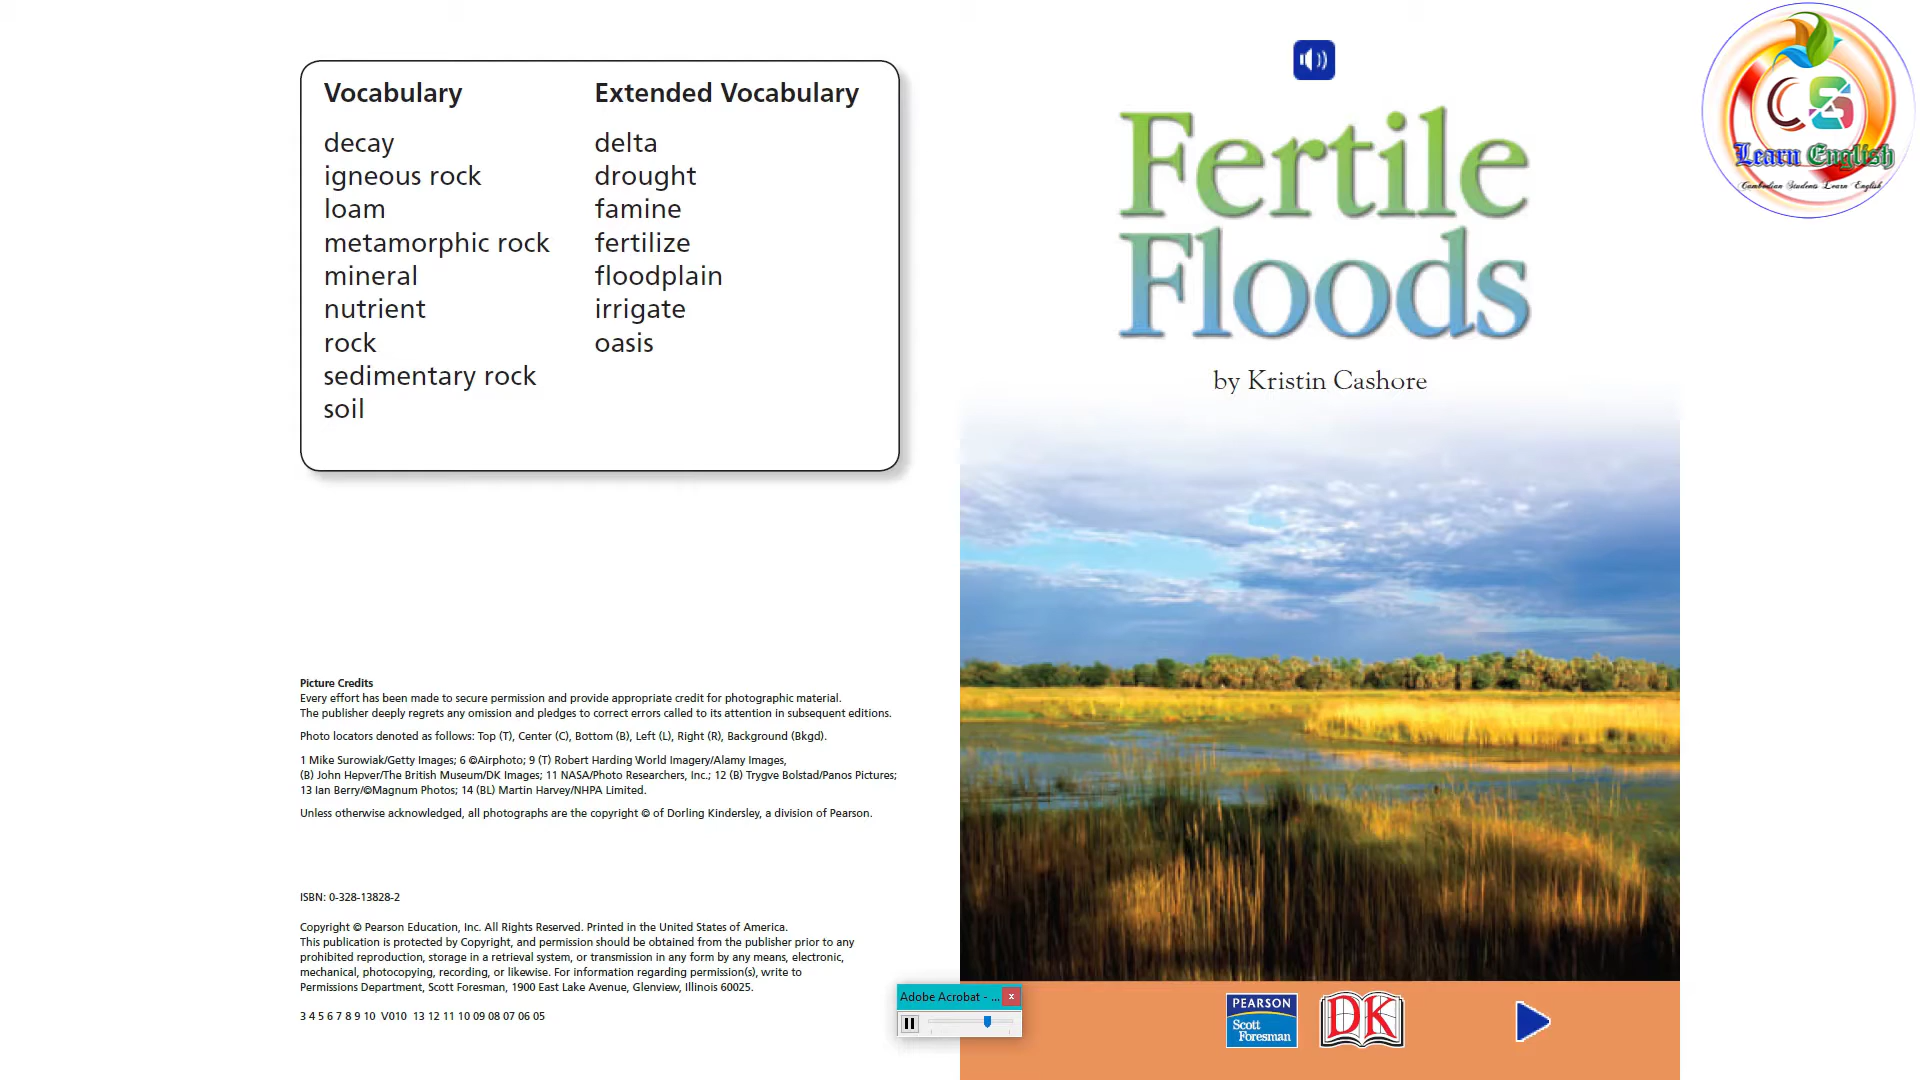 Vocabulary
decay
igneous rock
loam
metamorphic rock
mineral
nutrient
rock
sedimentary rock
soil
Extended Vocabulary
delta
drought
famine
fertilize
floodplain
irrigate
oasis
Picture Credits
Every effort has been made to secure permission and provide appropriate credit for photographic material.
The publisher deeply regrets any omission and pledges to correct errors called to its attention in subsequent editions.
Photo locators denoted as follows: Top (T), Center (C), Bottom (B), Left (L), Right (R), Background (Bkgd).
1 Mike Surowiak/Getty Images; 6 ©Airphoto; 9 (T) Robert Harding World Imagery/Alamy Images,
(B) John Hepver/The British Museum/DK Images; 11 NASA/Photo Researchers, Inc.; 12 (B) Trygve Bolstad/Panos Pictures;
13 Ian Berry/©Magnum Photos; 14 (BL) Martin Harvey/NHPA Limited.
Unless otherwise acknowledged, all photographs are the copyright © of Dorling Kindersley, a division of Pearson.
ISBN: 0-328-13828-2
Copyright © Pearson Education, Inc. All Rights Reserved. Printed in the United States of America.
This publication is protected by Copyright, and permission should be obtained from the publisher prior to any
prohibited reproduction, storage in a retrieval system, or transmission in any form by any means, electronic,
mechanical, photocopying, recording, or likewise. For information regarding permission(s), write to
Permissions Department, Scott Foresman, 1900 East Lake Avenue, Glenview, Illinois 60025.
3 4 5 6 7 8 9 10 V010 13 12 11 10 09 08 07 06 05
Adobe Acrobat - ...
Fertile
Floods
by Kristin Cashore
PEARSON
Scott
Foresman
DK
CS
Learn English
Cambodian Students Learn English